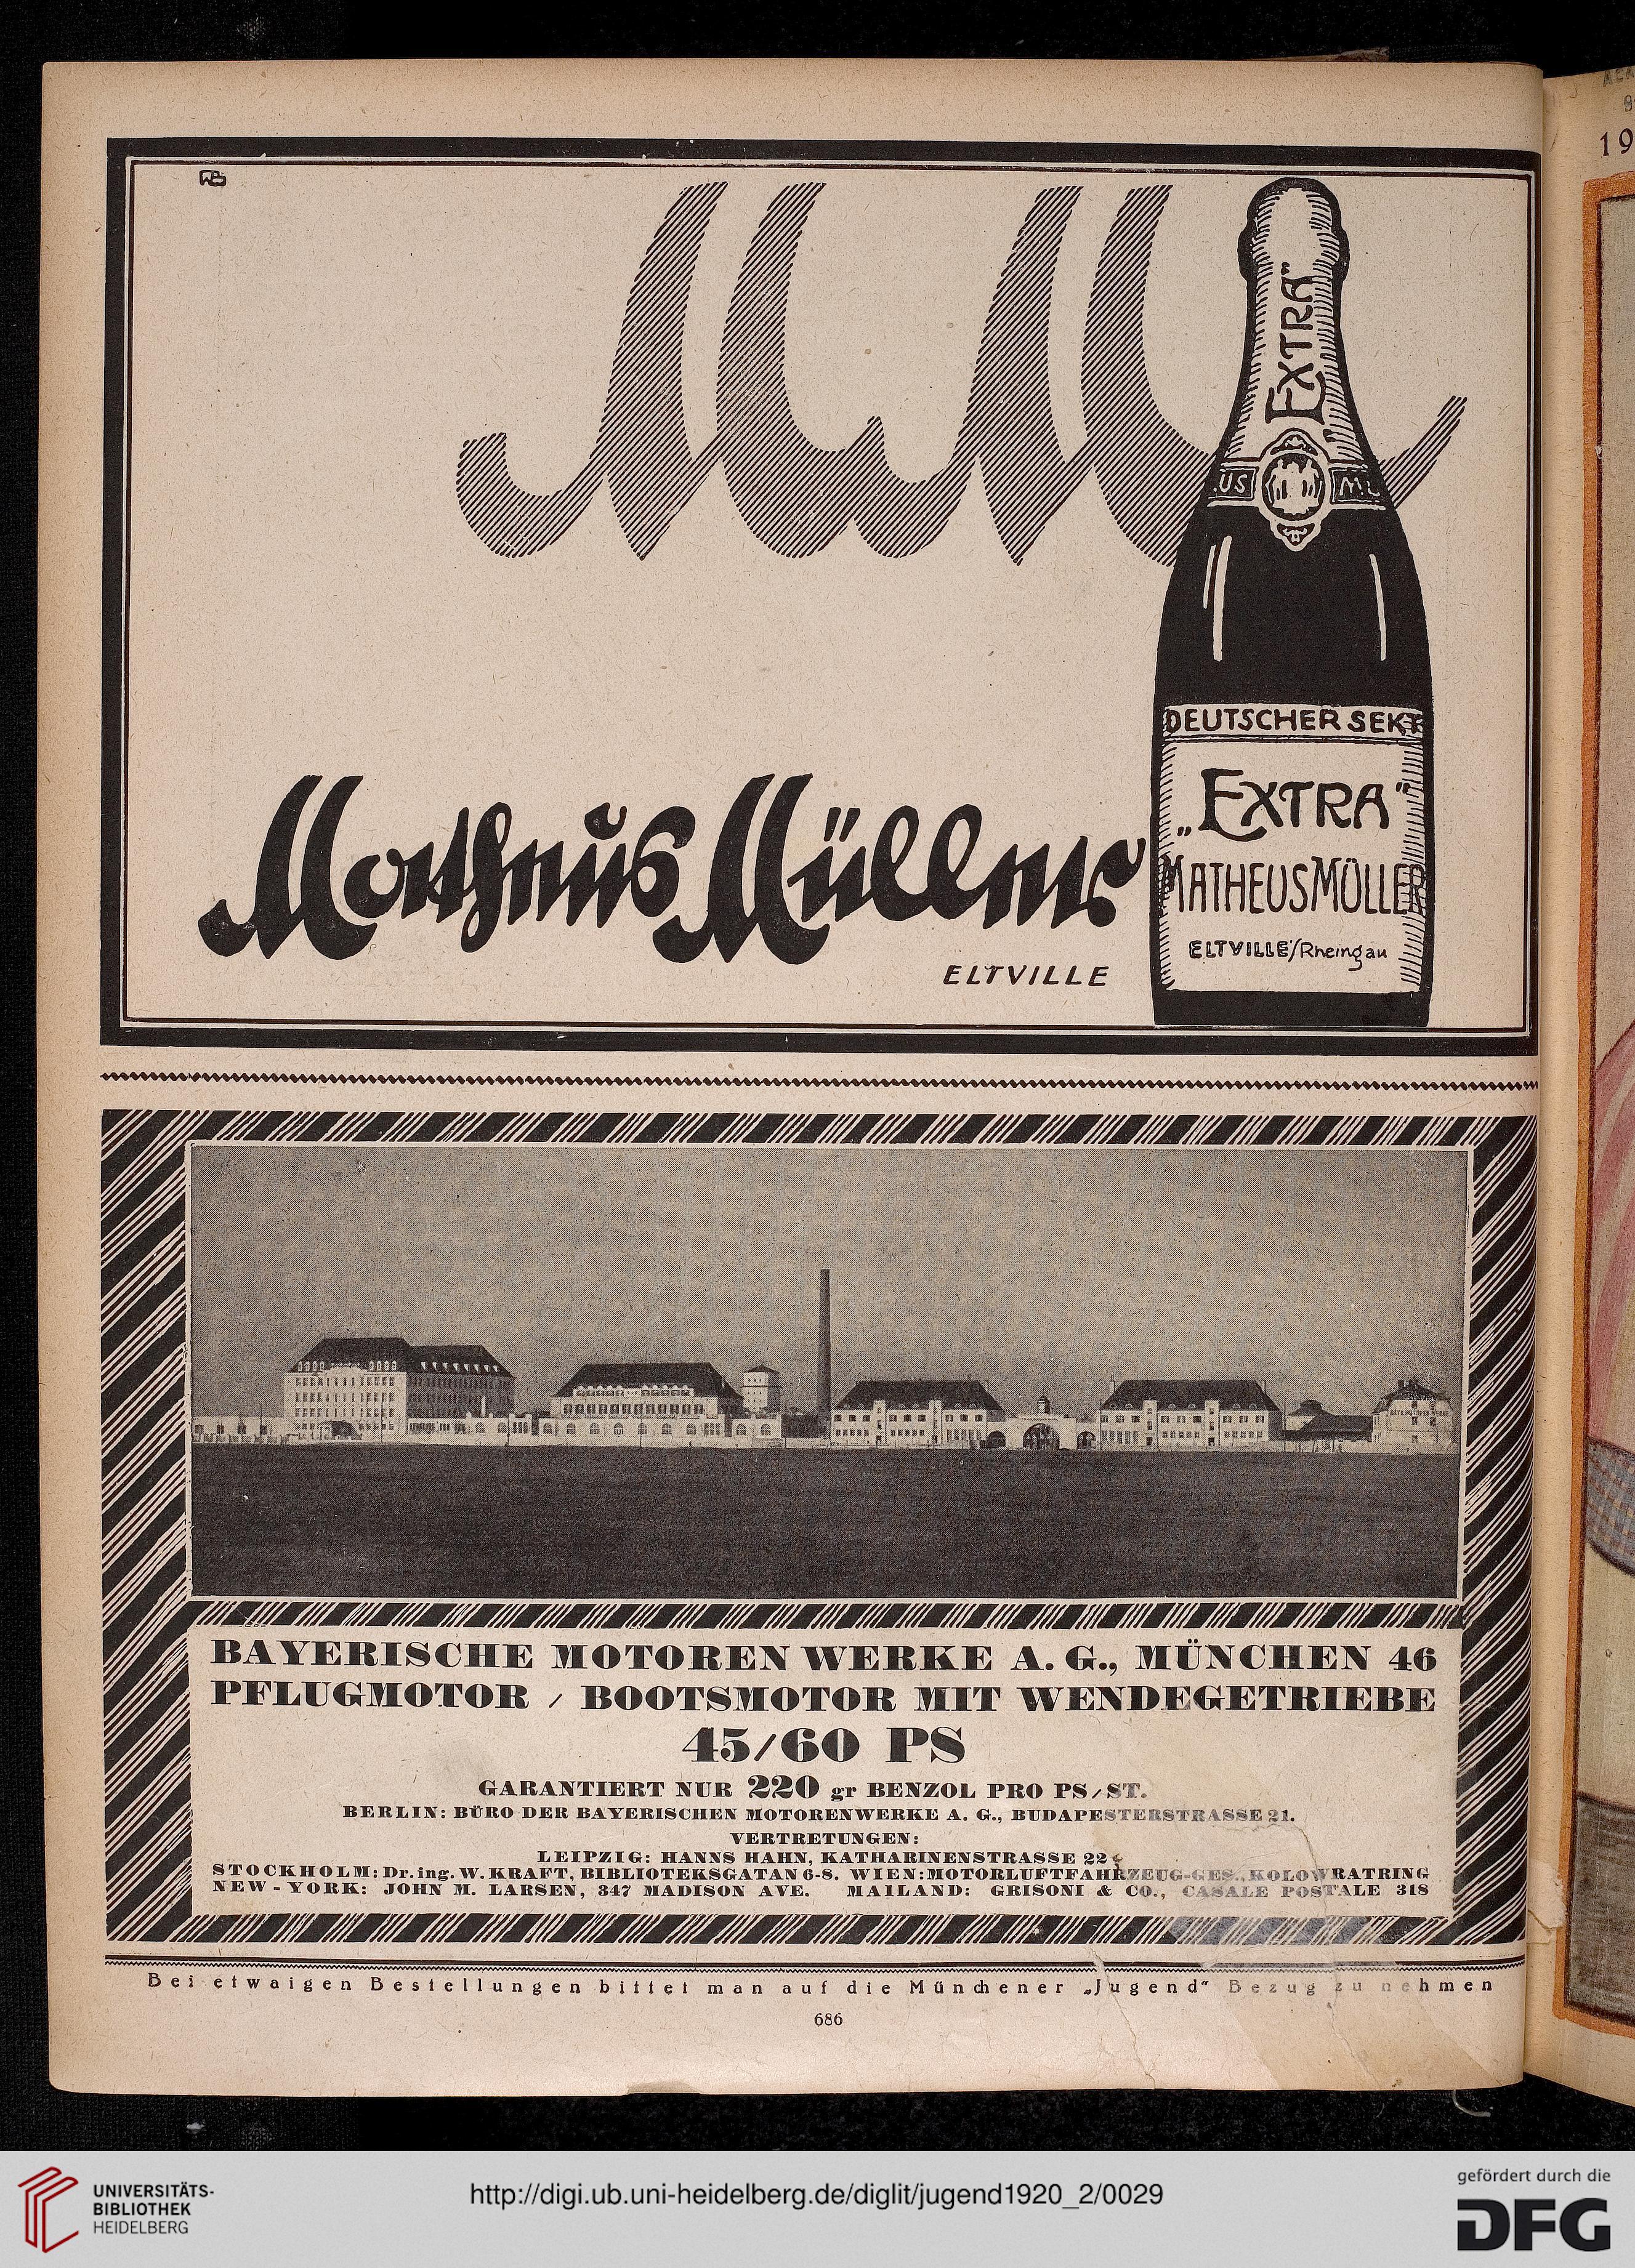 MM
„EXTRA“
US
MÜ
DEUTSCHER SEKT
„EXTRA“
MATHEUS MÜLLER
ELTVILLE/Rheingau
Matheus Müller
ELTVILLE
BAYERISCHE MOTOREN WERKE A. G., MÜNCHEN 46
PFLUGMOTOR / BOOTSMOTOR MIT WENDEGETRIEBE
45/60 PS
GARANTIERT NUR 220 gr BENZOL PRO PS/ST.
BERLIN: BÜRO DER BAYERISCHEN MOTORENWERKE A. G., BUDAPESTERSTRASSE 21.
VERTRETUNGEN:
LEIPZIG: HANNS HAHN, KATHARINENSTRASSE 22
STOCKHOLM: Dr. ing. W. KRAFT, BIBLIOTEKSGATAN 6-8. WIEN: MOTORLUFTFAHRZEUG-GES., KOLOWRATRING
NEW-YORK: JOHN M. LARSEN, 347 MADISON AVE. MAILAND: GRISONI & CO., CASALE POSTALE 318
Bei etwaigen Bestellungen bittet man auf die Münchener „Jugend“ Bezug zu nehmen
686
19
UNIVERSITÄTS-
BIBLIOTHEK
HEIDELBERG
http://digi.ub.uni-heidelberg.de/diglit/jugend1920_2/0029
gefördert durch die
DFG